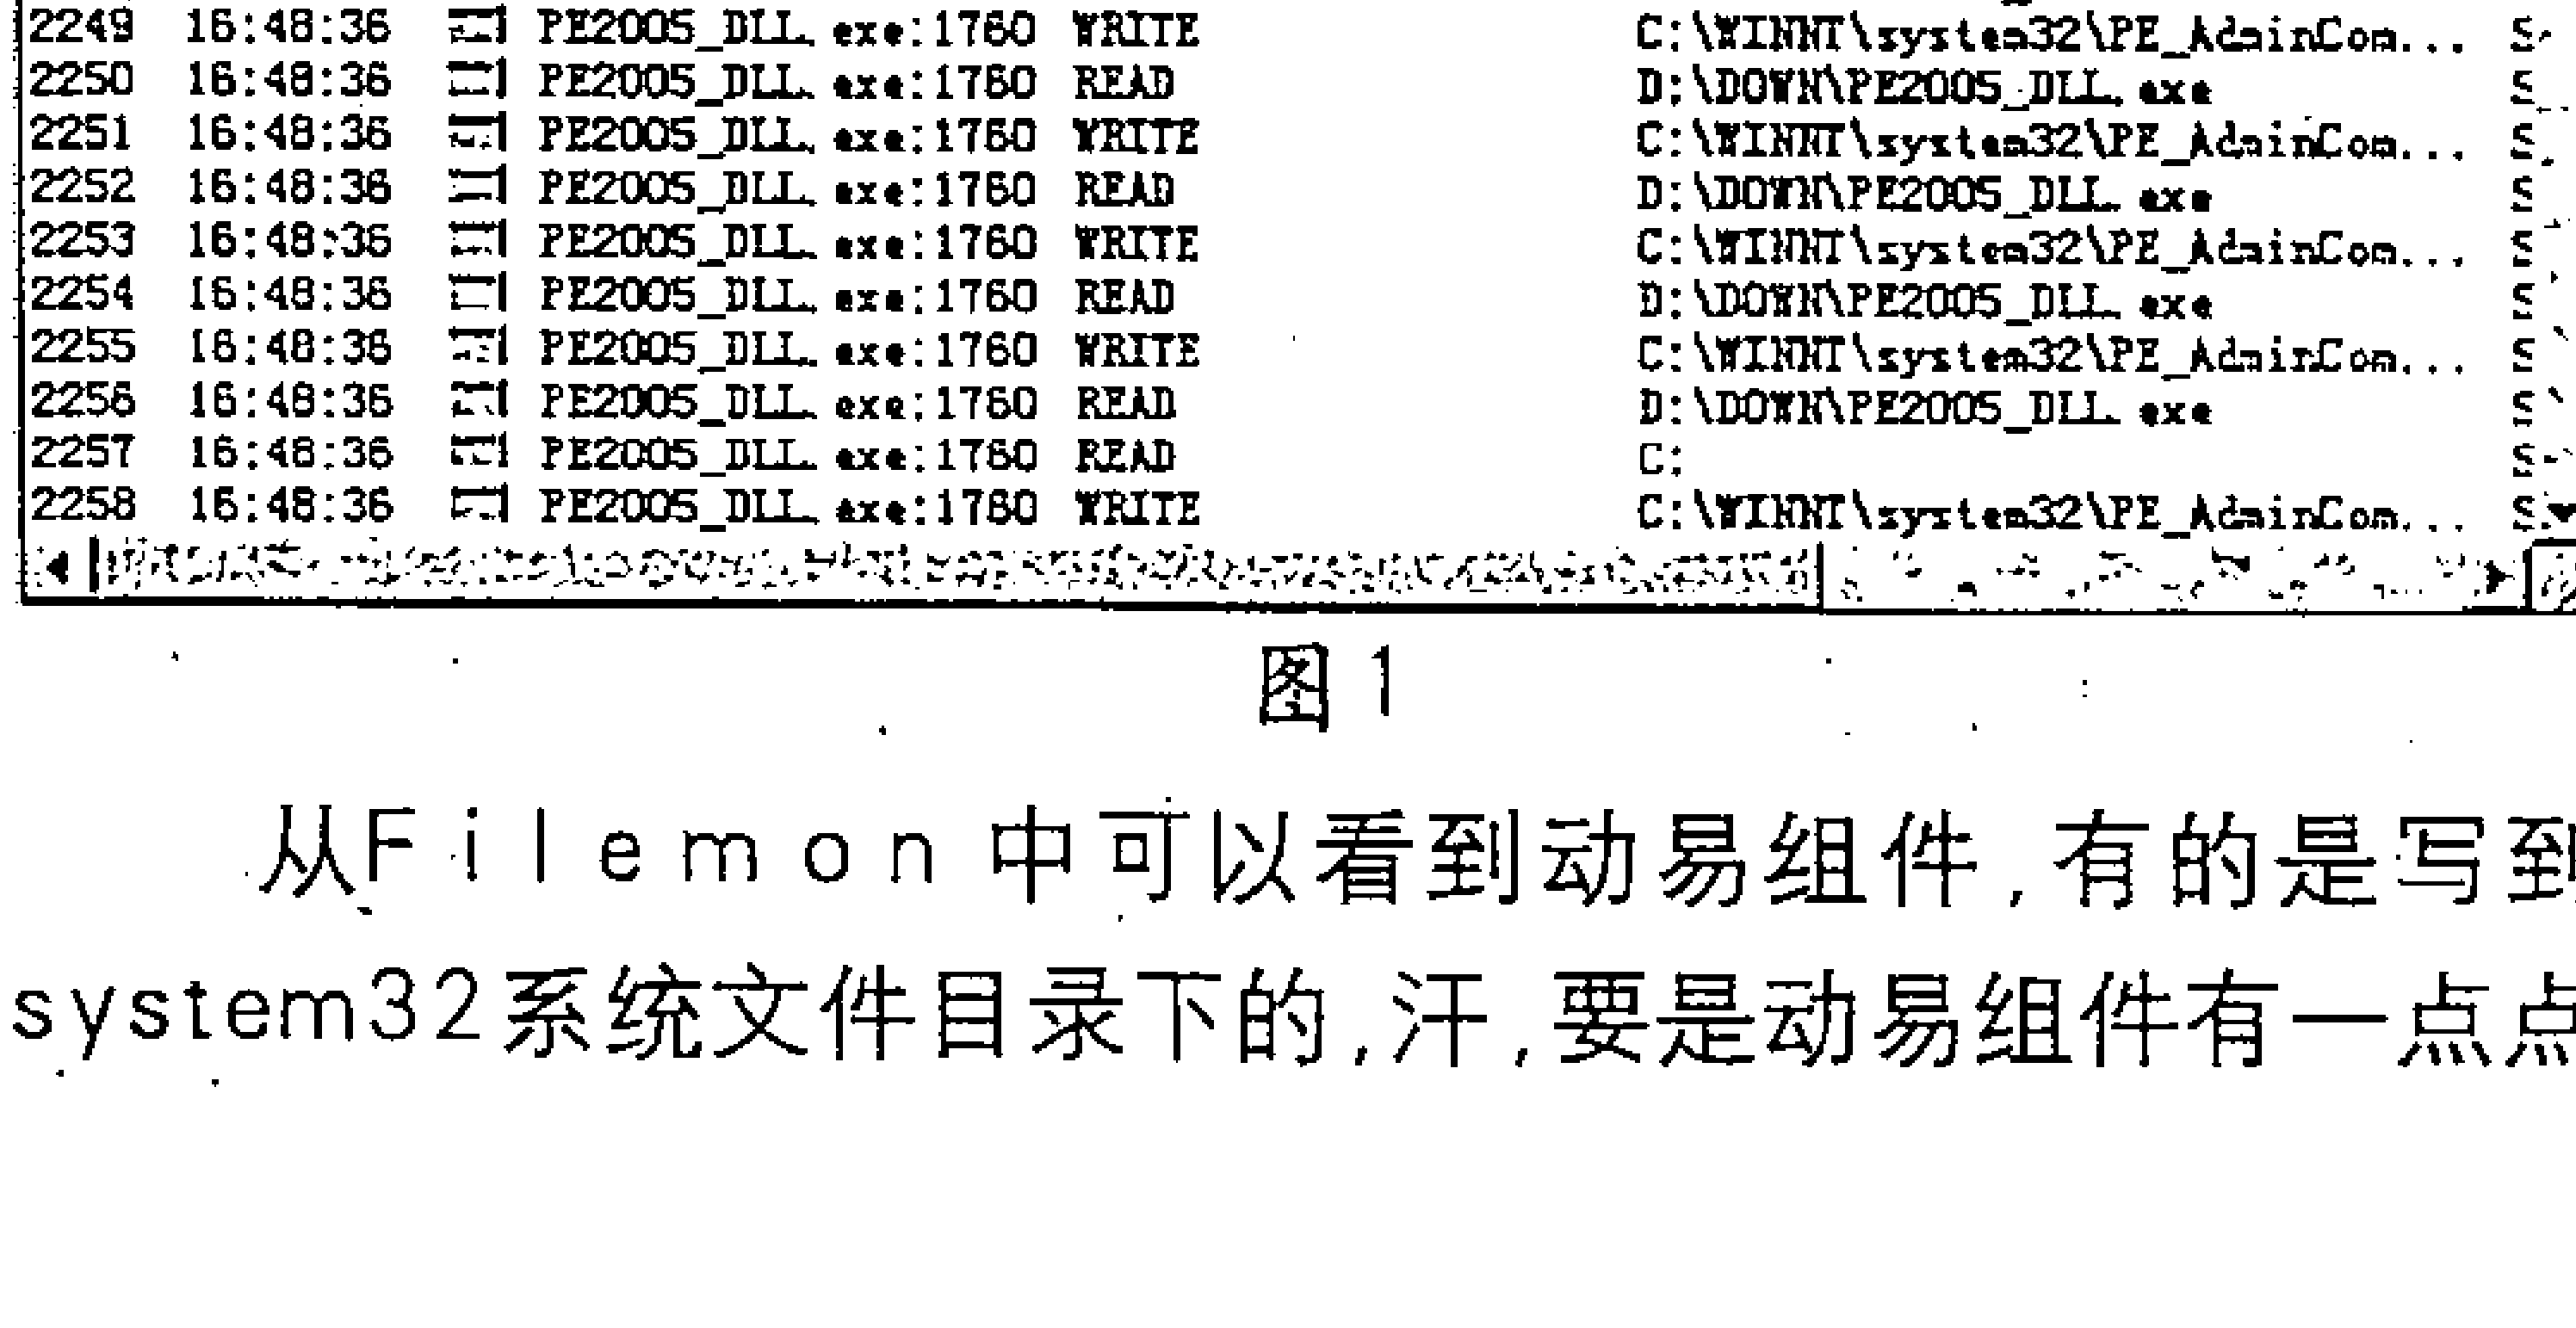 2249 16:48:36 PE2005_DLL.exe:1760 WRITE C:\WINNT\system32\PE_AdminCom... S
2250 16:48:36 PE2005_DLL.exe:1760 READ D:\DOWN\PE2005_DLL.exe S
2251 16:48:36 PE2005_DLL.exe:1760 WRITE C:\WINNT\system32\PE_AdminCom... S
2252 16:48:36 PE2005_DLL.exe:1760 READ D:\DOWN\PE2005_DLL.exe S
2253 16:48:36 PE2005_DLL.exe:1760 WRITE C:\WINNT\system32\PE_AdminCom... S
2254 16:48:36 PE2005_DLL.exe:1760 READ D:\DOWN\PE2005_DLL.exe S
2255 16:48:36 PE2005_DLL.exe:1760 WRITE C:\WINNT\system32\PE_AdminCom... S
2256 16:48:36 PE2005_DLL.exe:1760 READ D:\DOWN\PE2005_DLL.exe S
2257 16:48:36 PE2005_DLL.exe:1760 READ C: S
2258 16:48:36 PE2005_DLL.exe:1760 WRITE C:\WINNT\system32\PE_AdminCom... S
图1
从Filemon中可以看到动易组件,有的是写到
system32系统文件目录下的,汗,要是动易组件有一点点